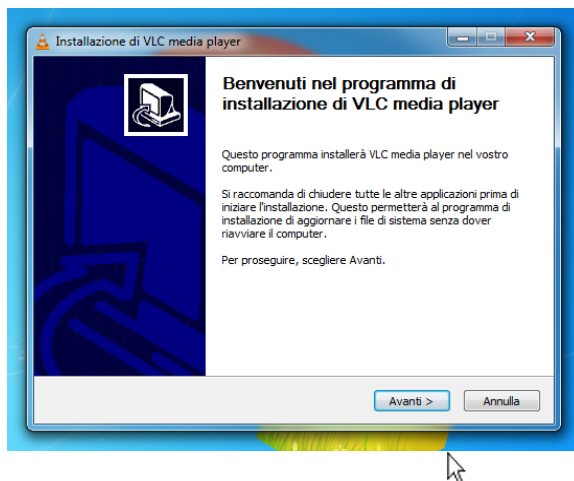 Installazione di VLC media player
Benvenuti nel programma di
installazione di VLC media player
Questo programma installerà VLC media player nel vostro
computer.
Si raccomanda di chiudere tutte le altre applicazioni prima di
iniziare l'installazione. Questo permetterà al programma di
installazione di aggiornare i file di sistema senza dover
riavviare il computer.
Per proseguire, scegliere Avanti.
Avanti >
Annulla